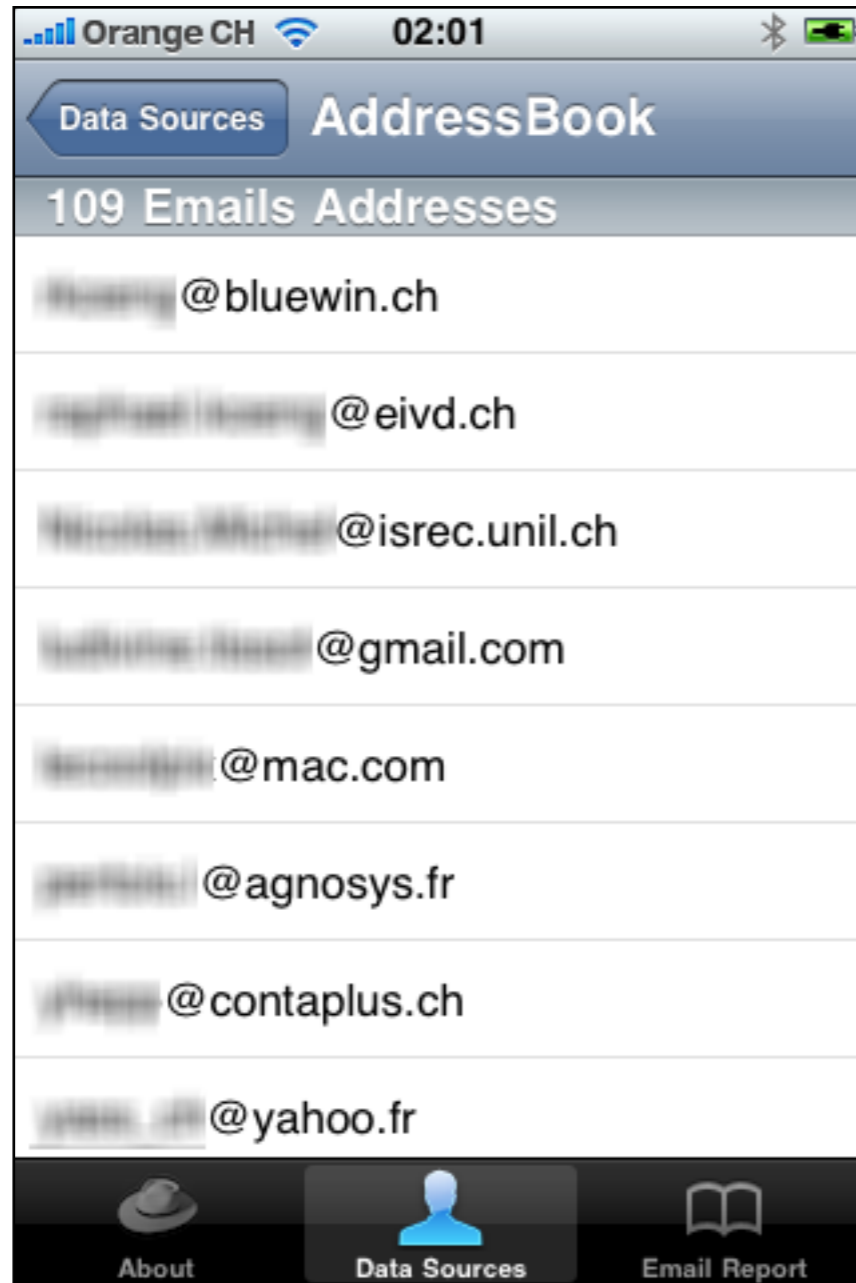 Orange CH 02:01
Data Sources AddressBook
109 Emails Addresses
@bluewin.ch
@eivd.ch
@isrec.unil.ch
@gmail.com
@mac.com
@agnosys.fr
@contaplus.ch
@yahoo.fr
About Data Sources Email Report